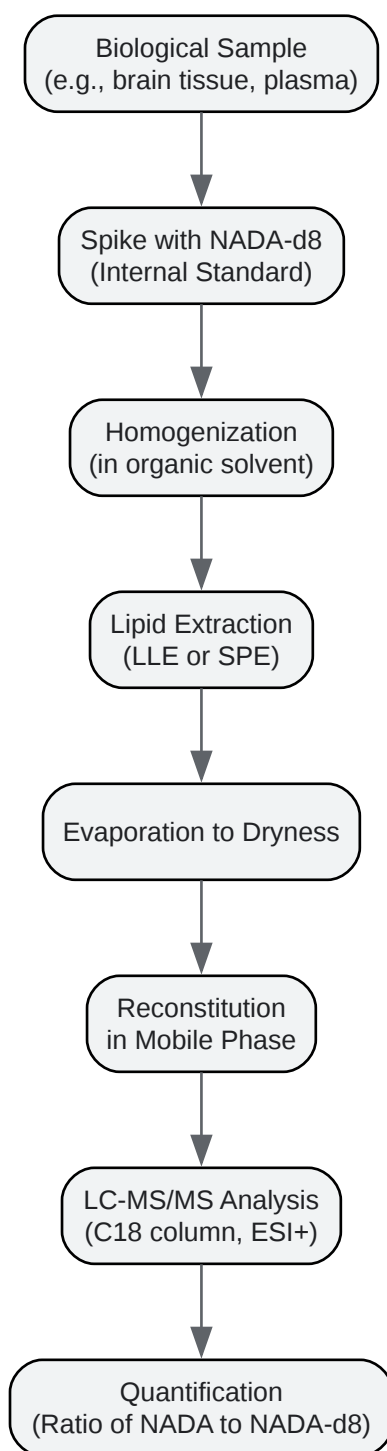 Biological Sample
(e.g., brain tissue, plasma)
Spike with NADA-d8
(Internal Standard)
Homogenization
(in organic solvent)
Lipid Extraction
(LLE or SPE)
Evaporation to Dryness
Reconstitution
in Mobile Phase
LC-MS/MS Analysis
(C18 column, ESI+)
Quantification
(Ratio of NADA to NADA-d8)